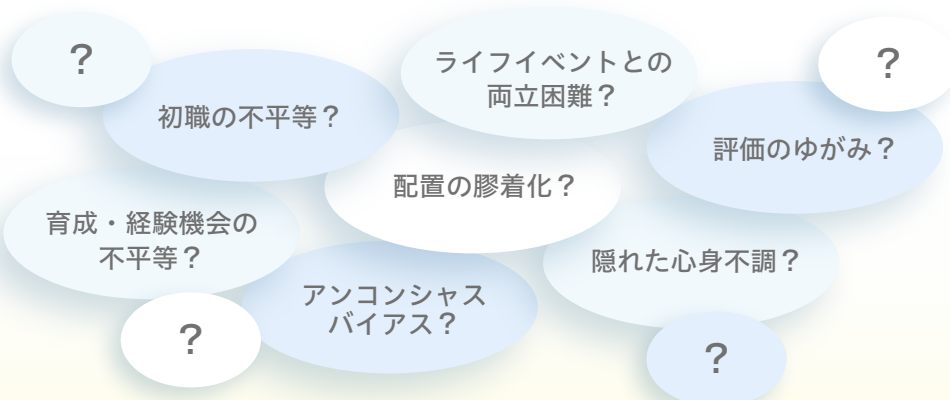 ?
ライフイベントとの
両立困難?
?
初職の不平等?
評価のゆがみ?
配置の膠着化?
育成・経験機会の
不平等?
隠れた心身不調?
アンコンシャス
バイアス?
?
?